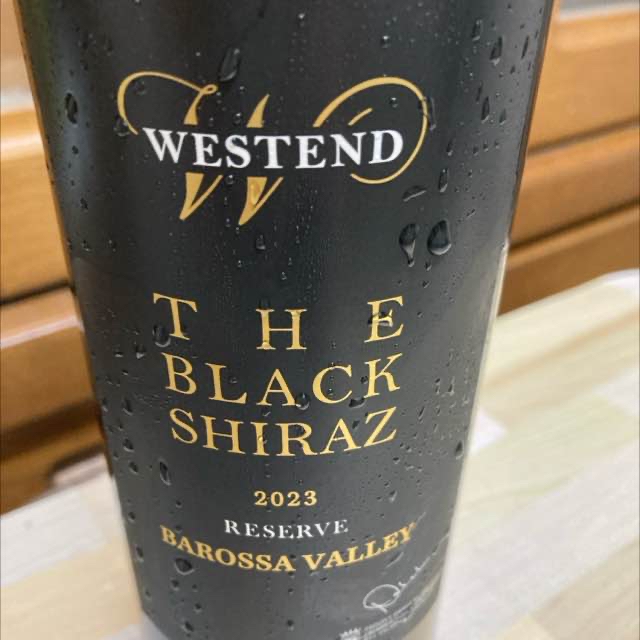 WESTEND
THE
BLACK
SHIRAZ
2023
RESERVE
BAROSSA VALLEY